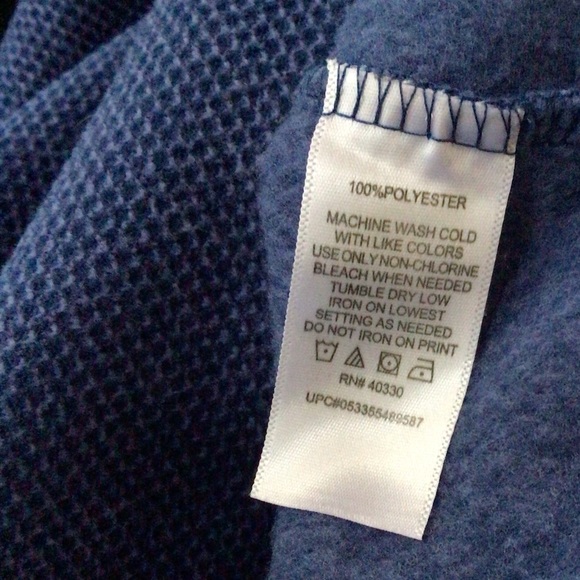 100%POLYESTER
MACHINE WASH COLD
WITH LIKE COLORS
USE ONLY NON-CHLORINE
BLEACH WHEN NEEDED
TUMBLE DRY LOW
IRON ON LOWEST
SETTING AS NEEDED
DO NOT IRON ON PRINT
RN# 40330
UPC#053355489587